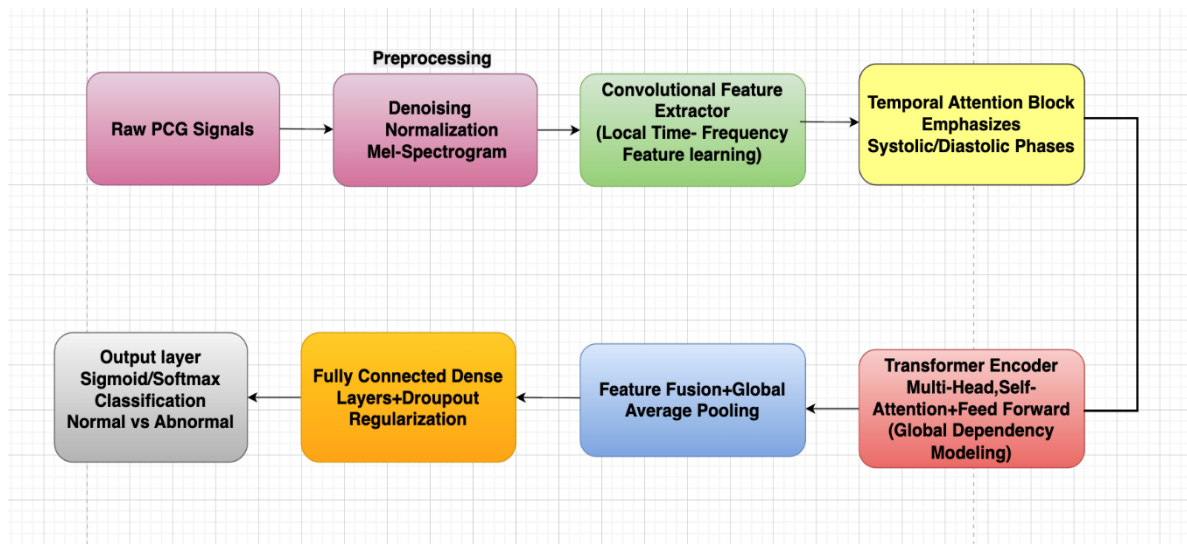 Preprocessing
Raw PCG Signals
Denoising
Normalization
Mel-Spectrogram
Convolutional Feature
Extractor
(Local Time- Frequency
Feature learning)
Temporal Attention Block
Emphasizes
Systolic/Diastolic Phases
Transformer Encoder
Multi-Head,Self-
Attention+Feed Forward
(Global Dependency
Modeling)
Feature Fusion+Global
Average Pooling
Fully Connected Dense
Layers+Droupout
Regularization
Output layer
Sigmoid/Softmax
Classification
Normal vs Abnormal